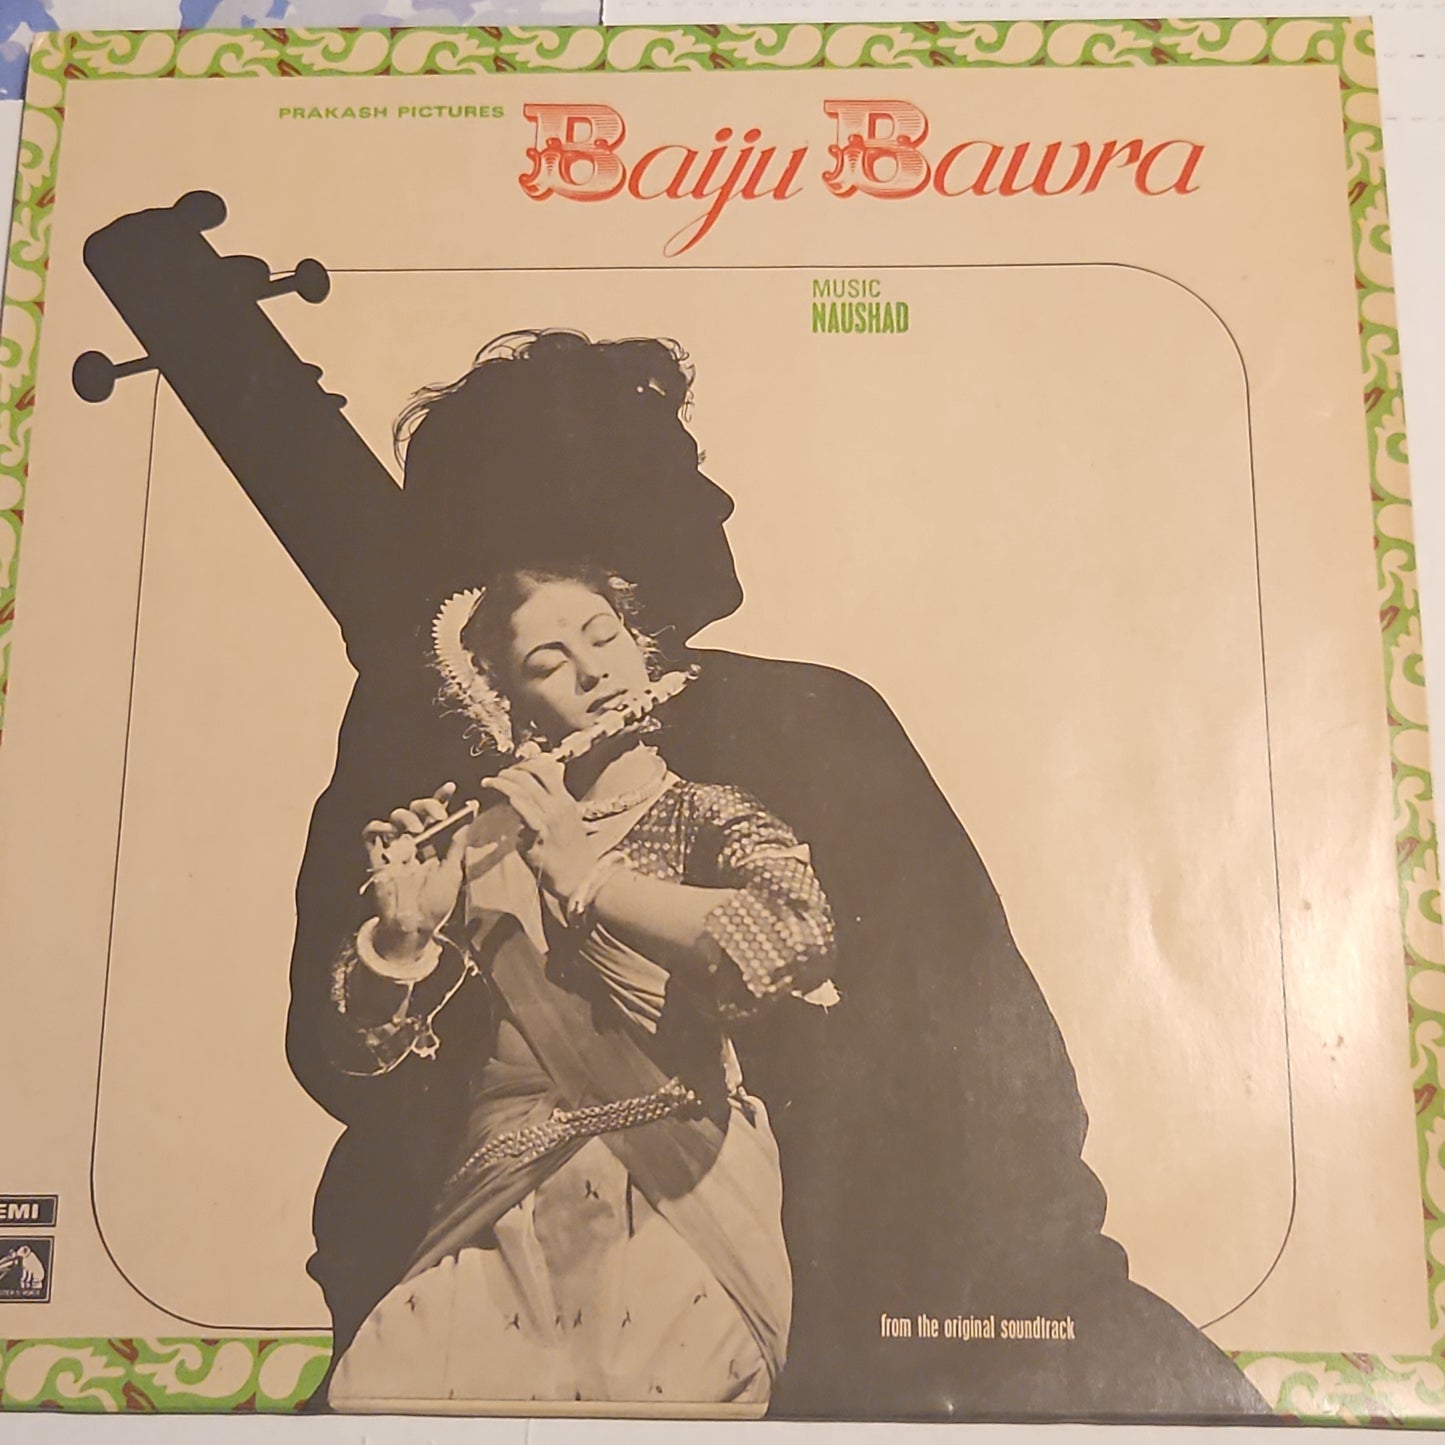 PRAKASH PICTURES
Baiju Bawra
MUSIC
NAUSHAD
EMI
from the original soundtrack